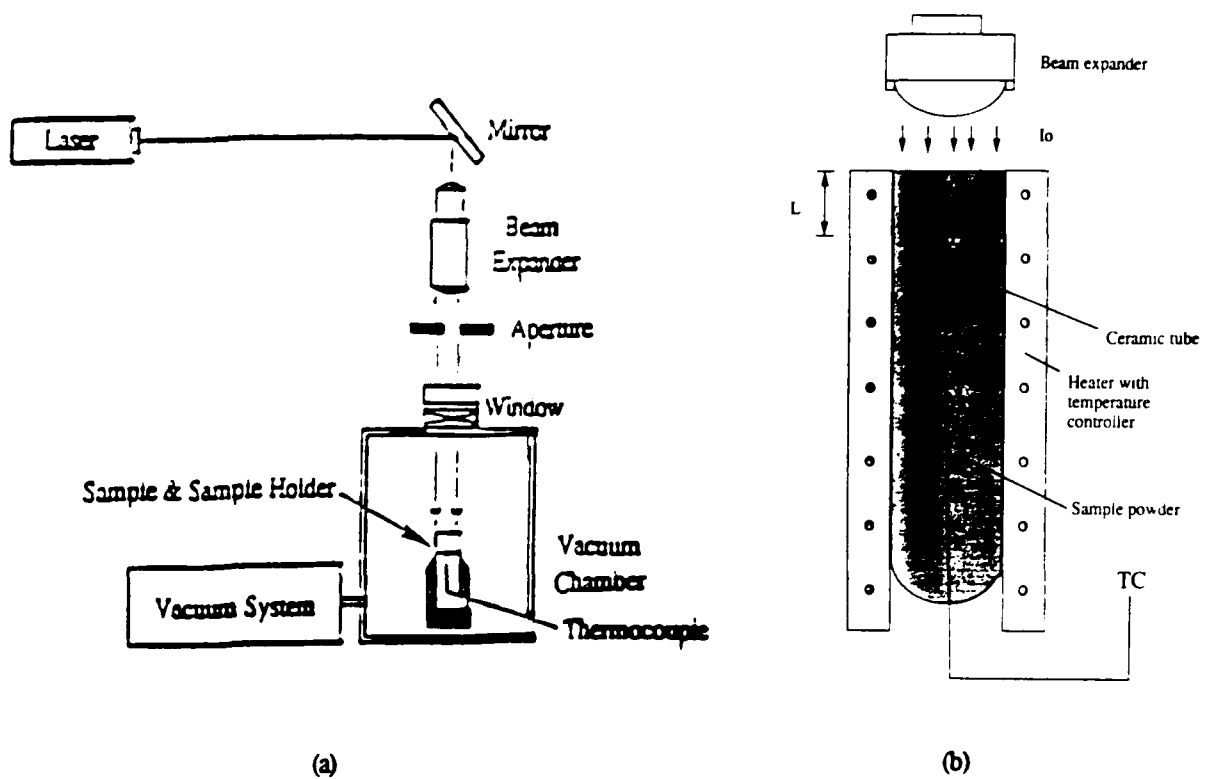 Laser
Mirror
Beam
Expander
Aperture
Window
Sample & Sample Holder
Vacuum
Chamber
Vacuum System
Thermocouple
(a)
Beam expander
Io
L
Ceramic tube
Heater with
temperature
controller
Sample powder
TC
(b)